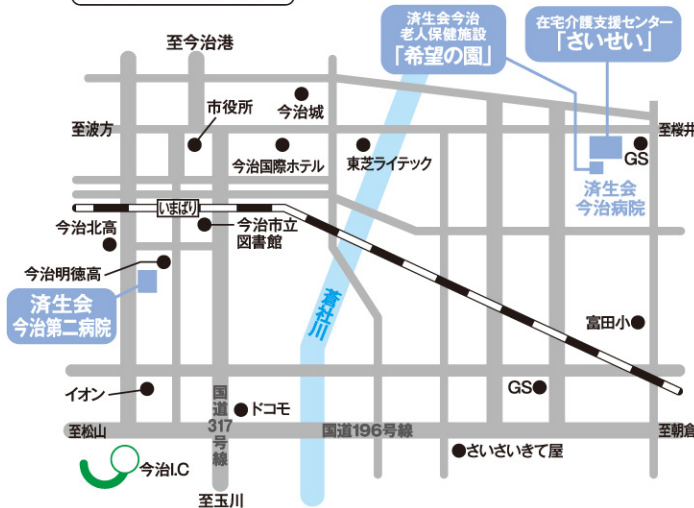 済生会今治
老人保健施設
「希望の園」
在宅介護支援センター
「さいせい」
至今治港
今治城
市役所
至波方
至桜井
今治国際ホテル
東芝ライテック
GS
済生会
今治病院
いまばり
今治北高
今治市立
図書館
今治明徳高
済生会
今治第二病院
蒼社川
富田小
イオン
GS
ドコモ
国道317号線
国道196号線
至松山
至朝倉
さいさいきて屋
今治I.C
至玉川